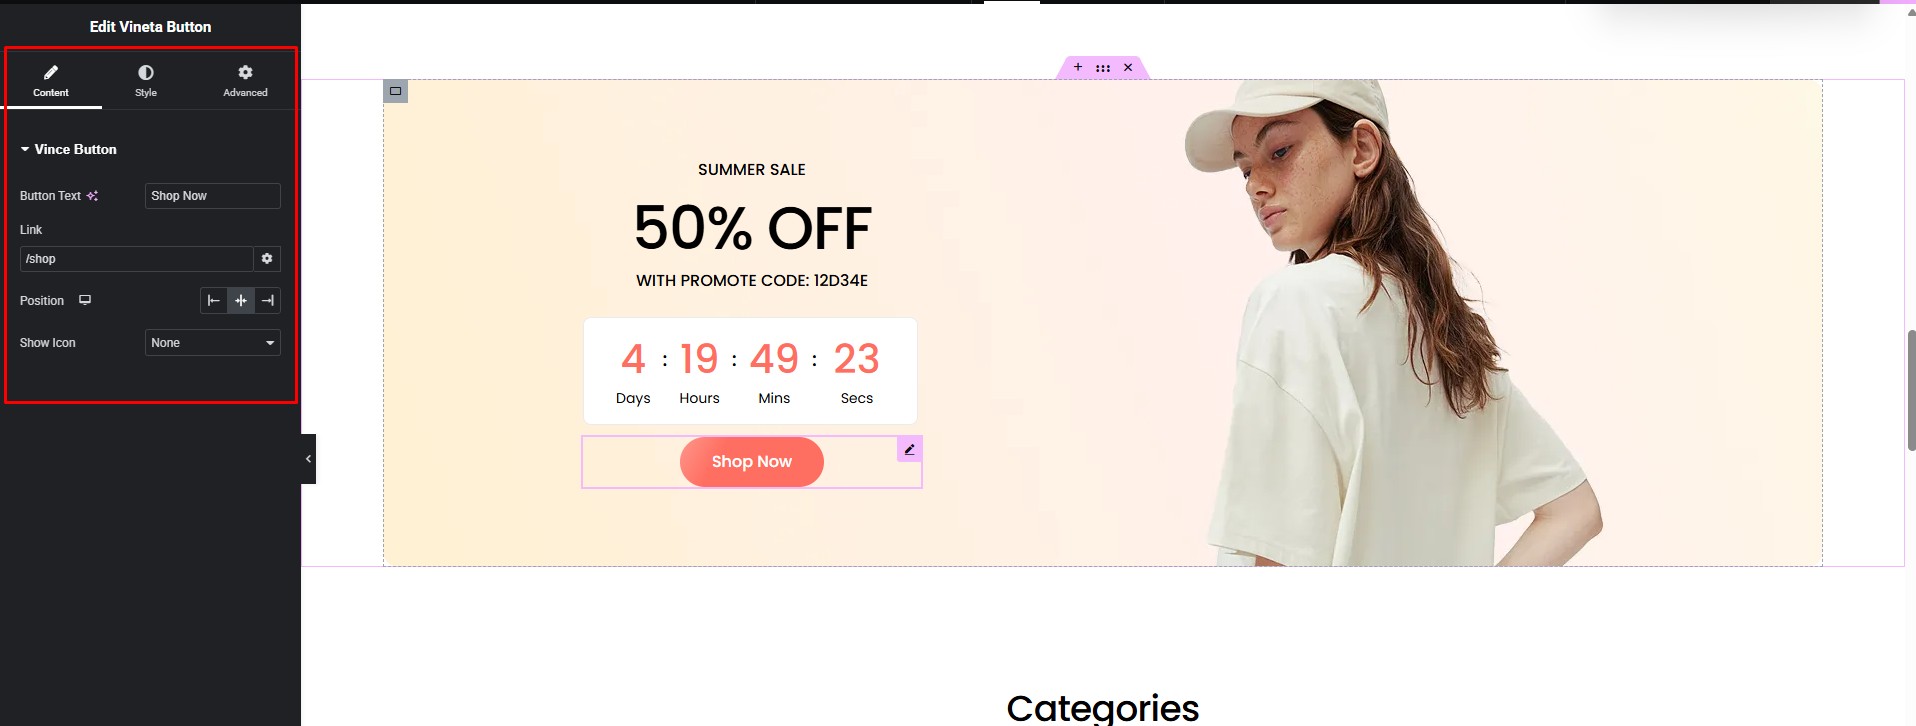 Edit Vineta Button
Content Style Advanced
Vince Button
Button Text Shop Now
Link
/shop
Position
Show Icon None
SUMMER SALE
50% OFF
WITH PROMOTE CODE: 12D34E
4 : 19 : 49 : 23
Days Hours Mins Secs
Shop Now
Categories